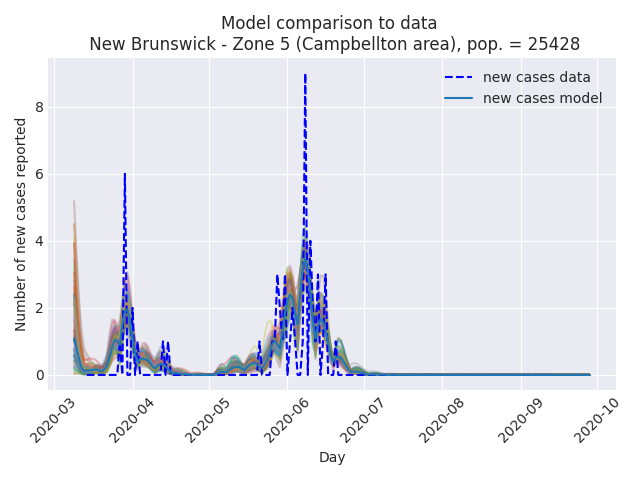 Model comparison to data
New Brunswick - Zone 5 (Campbellton area), pop. = 25428
new cases data
new cases model
Number of new cases reported
8
6
4
2
0
2020-03
2020-04
2020-05
2020-06
2020-07
2020-08
2020-09
2020-10
Day